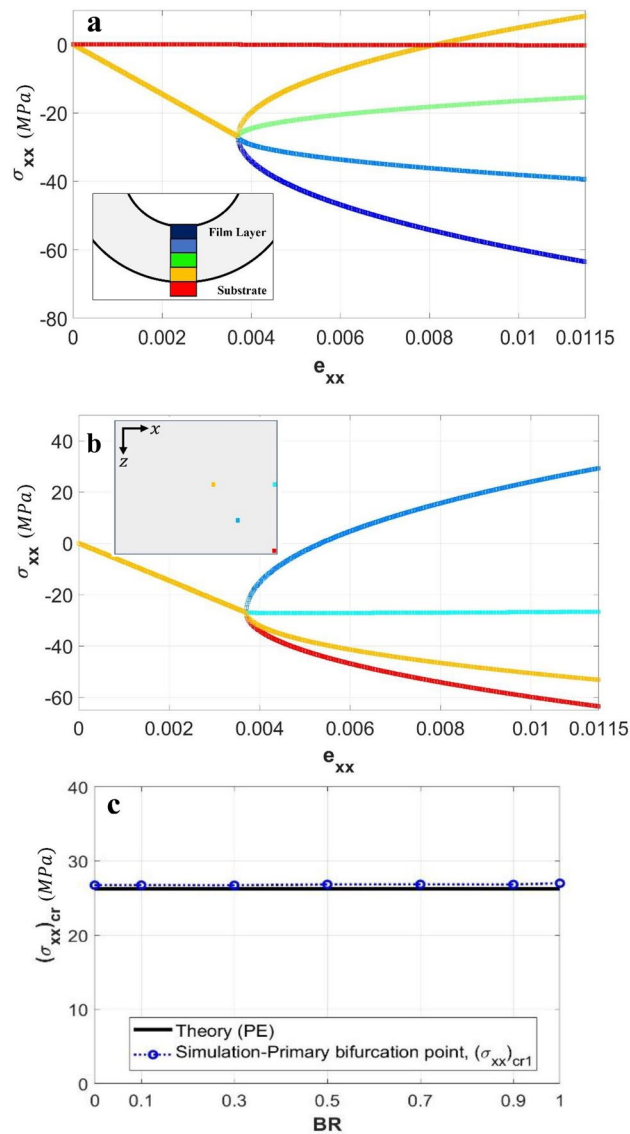 a
0
-20
-40
-60
-80
σxx (MPa)
Film Layer
Substrate
0 0.002 0.004 0.006 0.008 0.01 0.0115
exx
b
x
z
40
20
0
-20
-40
-60
σxx (MPa)
0 0.002 0.004 0.006 0.008 0.01 0.0115
exx
c
40
30
20
10
0
(σxx)cr (MPa)
Theory (PE)
Simulation-Primary bifurcation point, (σxx)cr1
0 0.1 0.3 0.5 0.7 0.9 1
BR